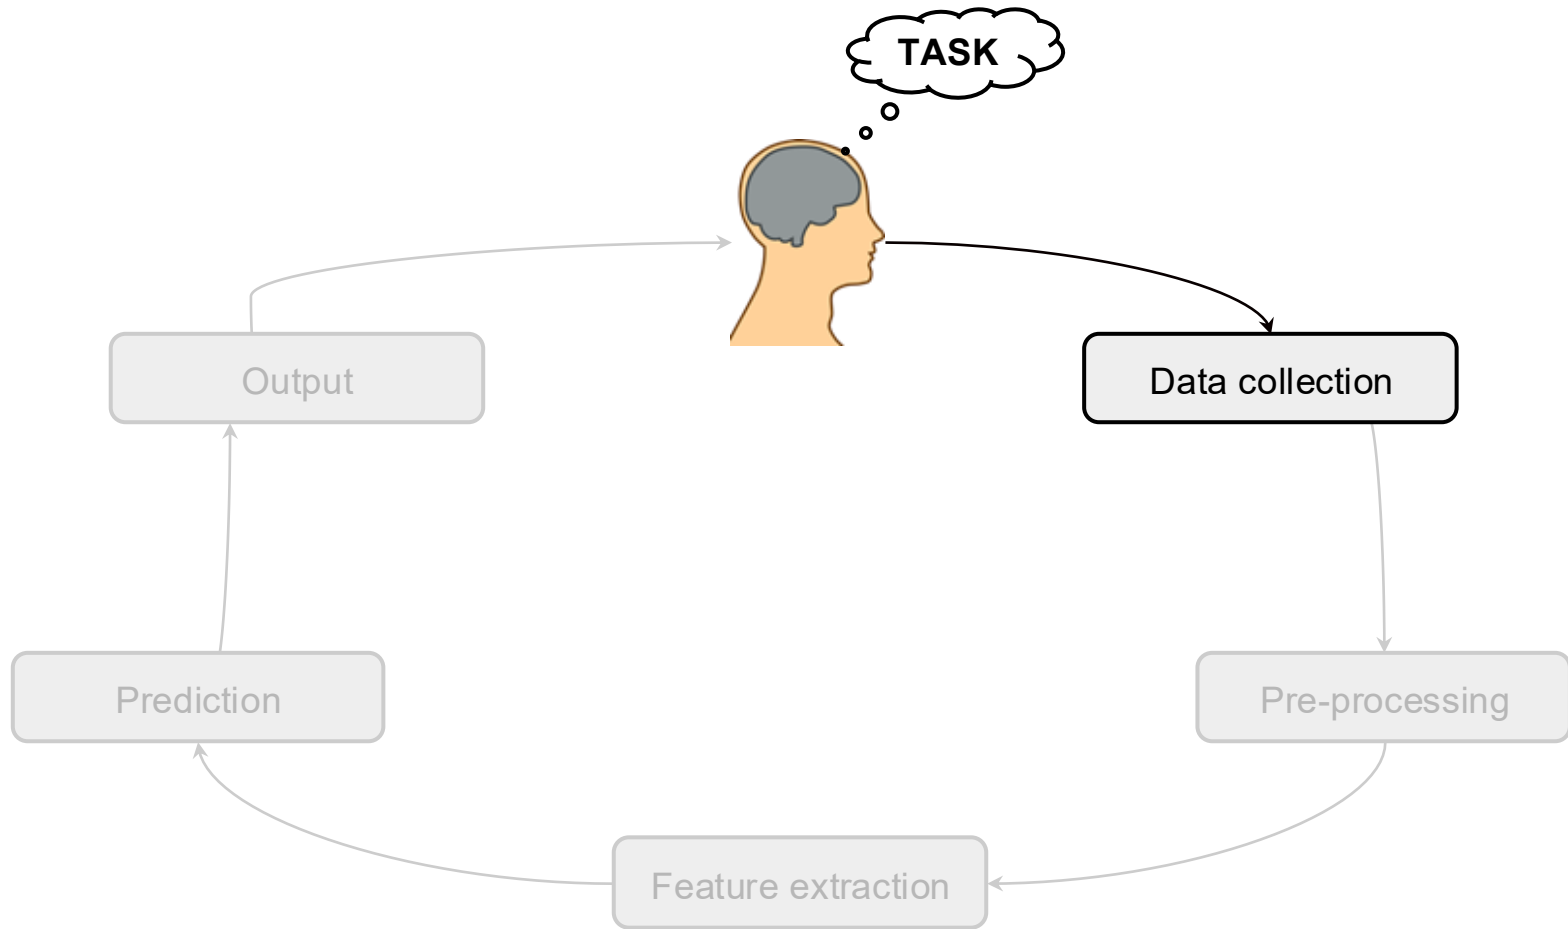 TASK
Output
Data collection
Prediction
Pre-processing
Feature extraction